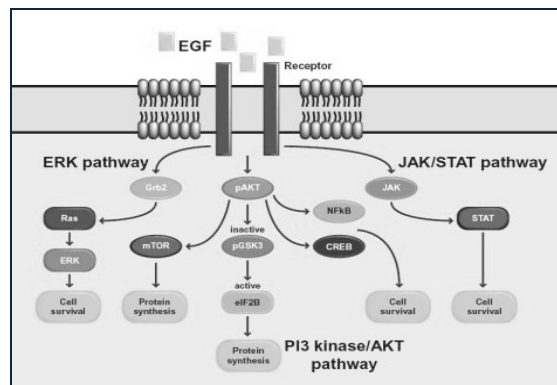 EGF
Receptor
ERK pathway
JAK/STAT pathway
Grb2
pAKT
JAK
NFkB
Ras
STAT
inactive
mTOR
pGSK3
CREB
ERK
active
eIF2B
Cell
survival
Protein
synthesis
Cell
survival
Cell
survival
Protein
synthesis
PI3 kinase/AKT
pathway